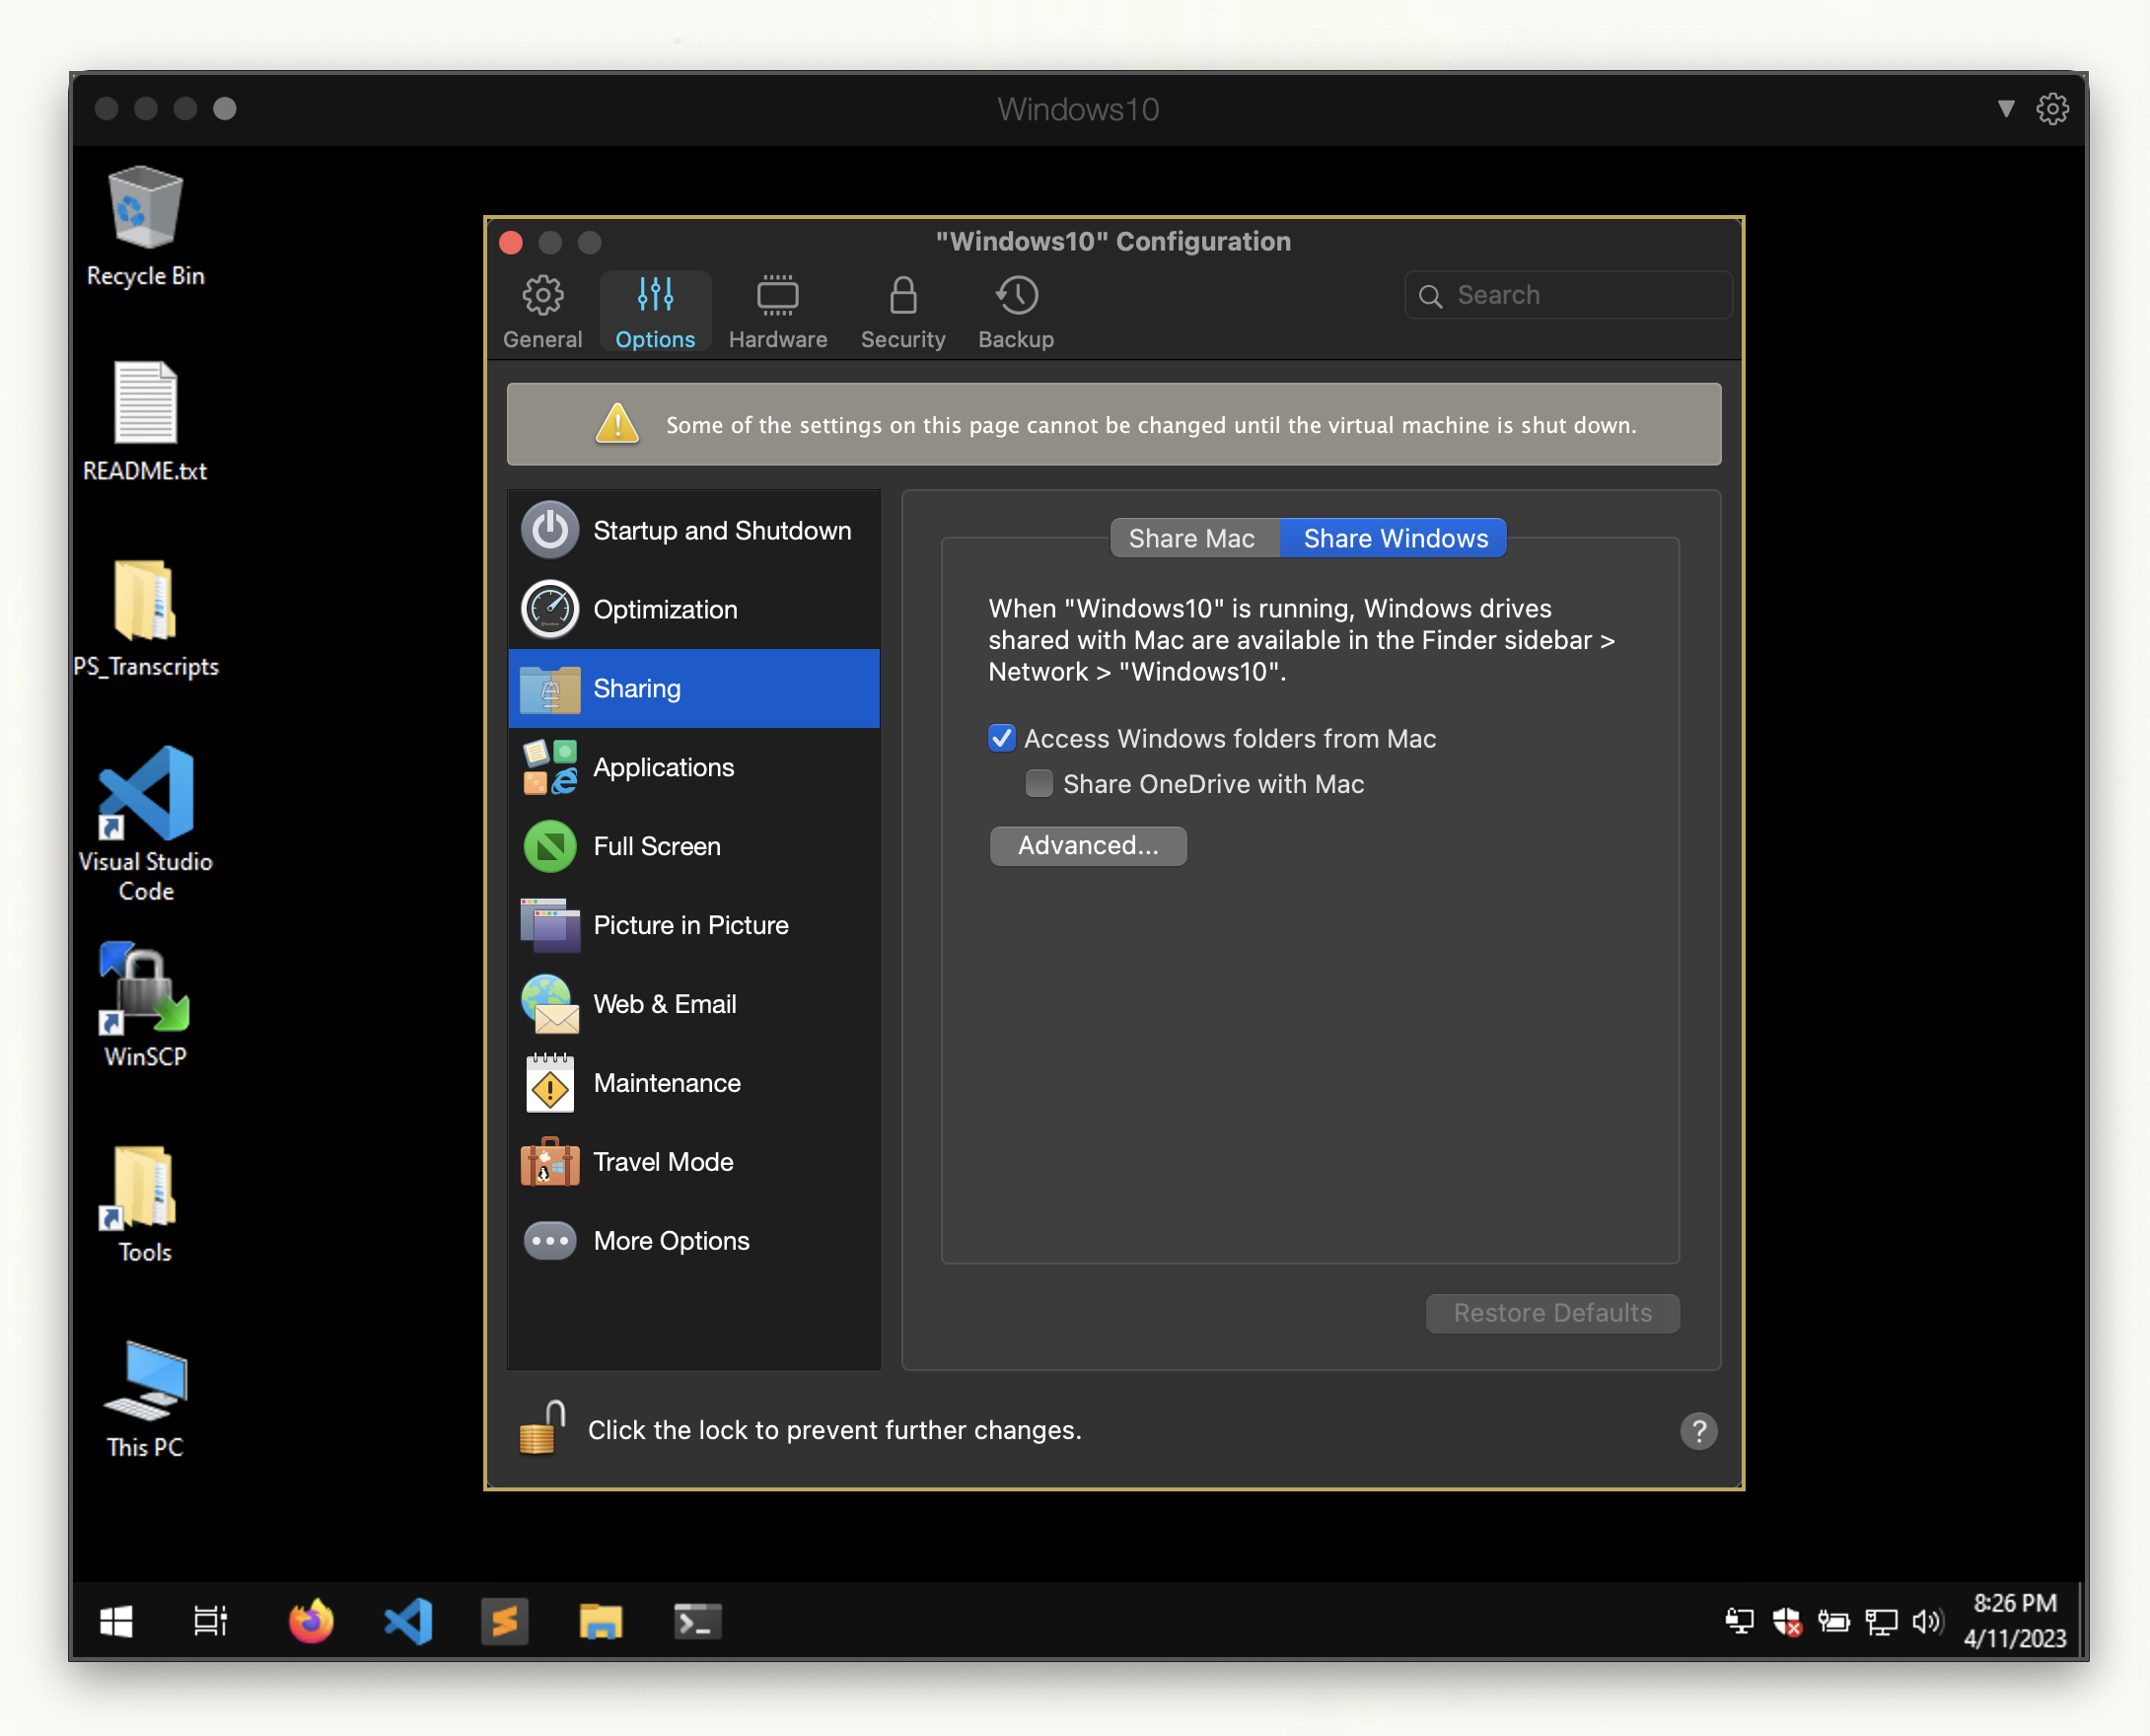 Windows10
Recycle Bin
README.txt
PS_Transcripts
Visual Studio
Code
WinSCP
Tools
This PC
"Windows10" Configuration
General
Options
Hardware
Security
Backup
Search
Some of the settings on this page cannot be changed until the virtual machine is shut down.
Startup and Shutdown
Optimization
Sharing
Applications
Full Screen
Picture in Picture
Web & Email
Maintenance
Travel Mode
More Options
Share Mac
Share Windows
When "Windows10" is running, Windows drives
shared with Mac are available in the Finder sidebar >
Network > "Windows10".
Access Windows folders from Mac
Share OneDrive with Mac
Advanced...
Restore Defaults
Click the lock to prevent further changes.
?
8:26 PM
4/11/2023